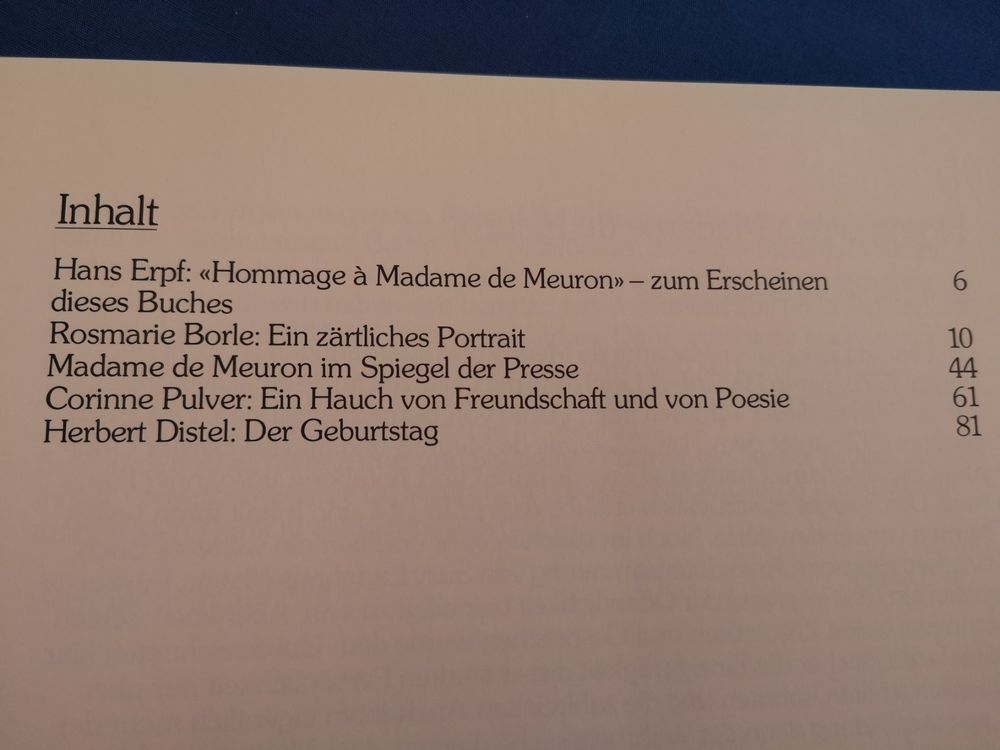 Inhalt
Hans Erpf: «Hommage à Madame de Meuron» – zum Erscheinen 6
dieses Buches
Rosmarie Borle: Ein zärtliches Portrait 10
Madame de Meuron im Spiegel der Presse 44
Corinne Pulver: Ein Hauch von Freundschaft und von Poesie 61
Herbert Distel: Der Geburtstag 81